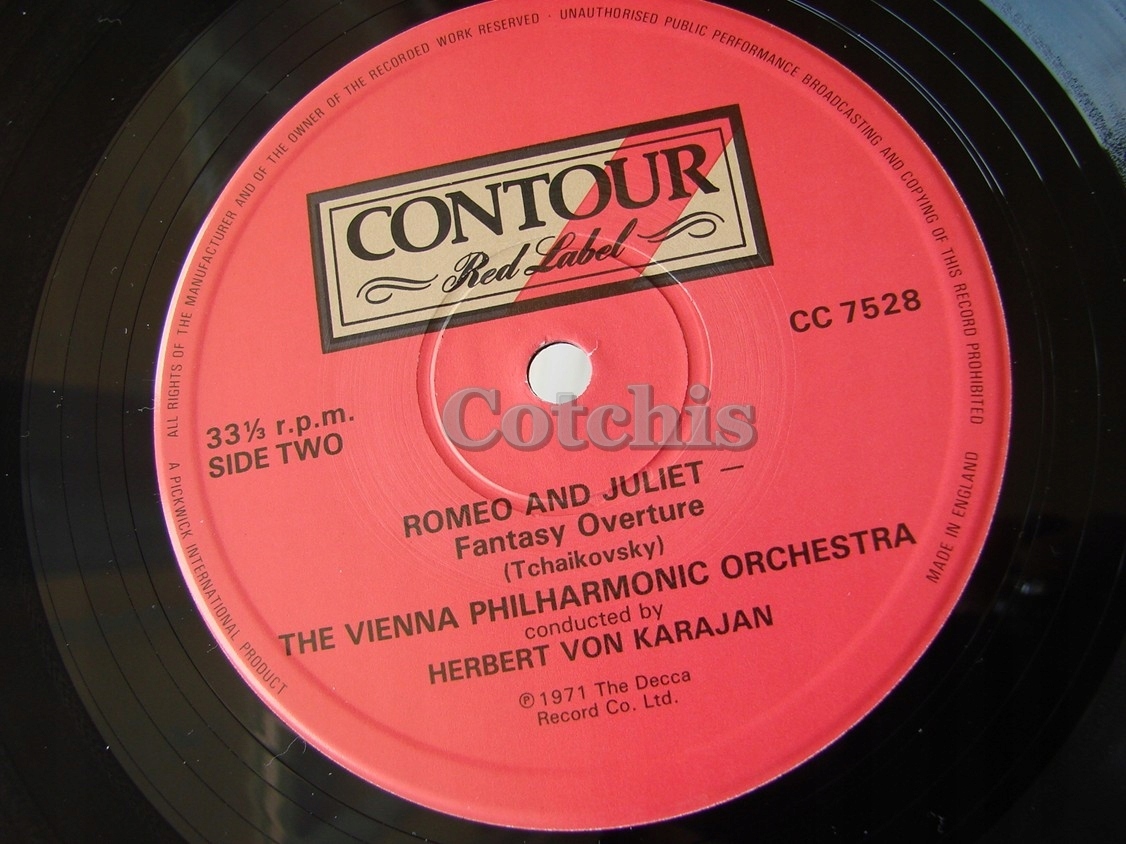 ALL RIGHTS OF THE MANUFACTURER AND OF THE OWNER OF THE RECORDED WORK RESERVED · UNAUTHORISED PUBLIC PERFORMANCE BROADCASTING AND COPYING OF THIS RECORD PROHIBITED
CONTOUR
Red Label
CC 7528
33⅓ r.p.m.
SIDE TWO
Cotchis
ROMEO AND JULIET —
Fantasy Overture
(Tchaikovsky)
THE VIENNA PHILHARMONIC ORCHESTRA
conducted by
HERBERT VON KARAJAN
℗ 1971 The Decca
Record Co. Ltd.
A PICKWICK INTERNATIONAL PRODUCT
MADE IN ENGLAND